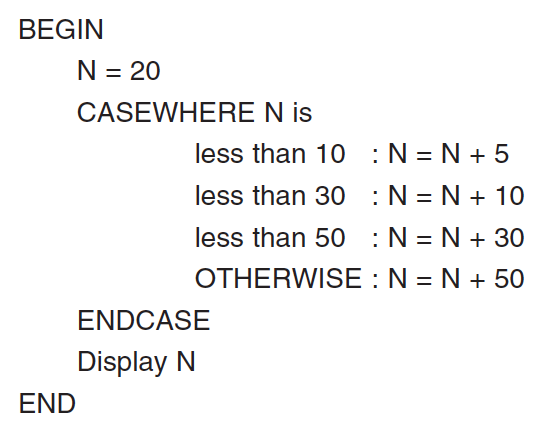 BEGIN
N = 20
CASEWHERE N is
less than 10 : N = N + 5
less than 30 : N = N + 10
less than 50 : N = N + 30
OTHERWISE : N = N + 50
ENDCASE
Display N
END